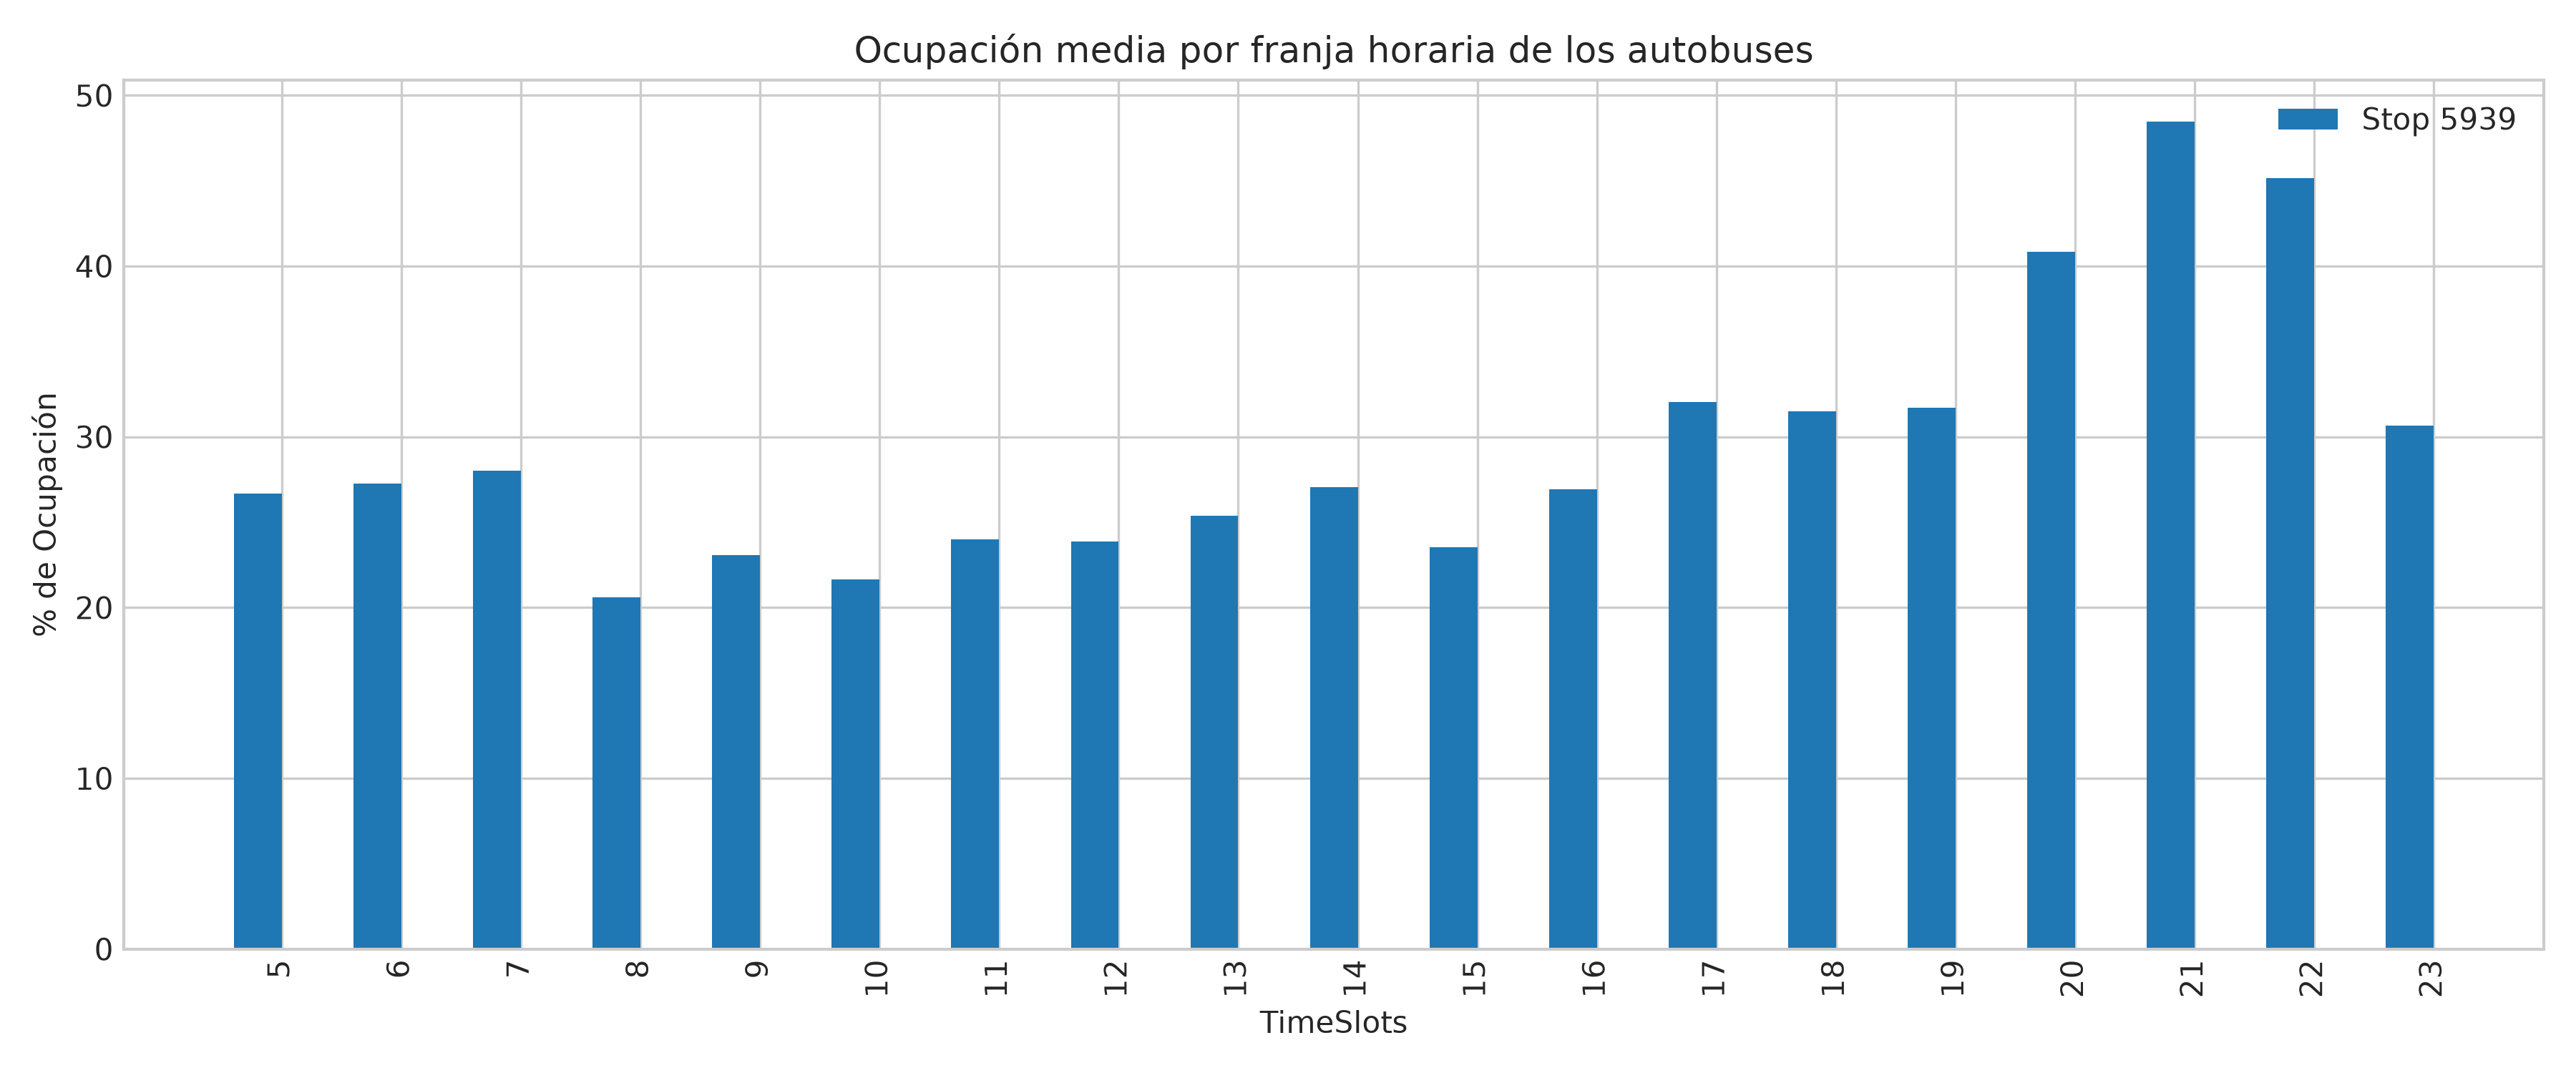 Ocupación media por franja horaria de los autobuses
50
40
30
20
10
0
% de Ocupación
Stop 5939
5 6 7 8 9 10 11 12 13 14 15 16 17 18 19 20 21 22 23
TimeSlots